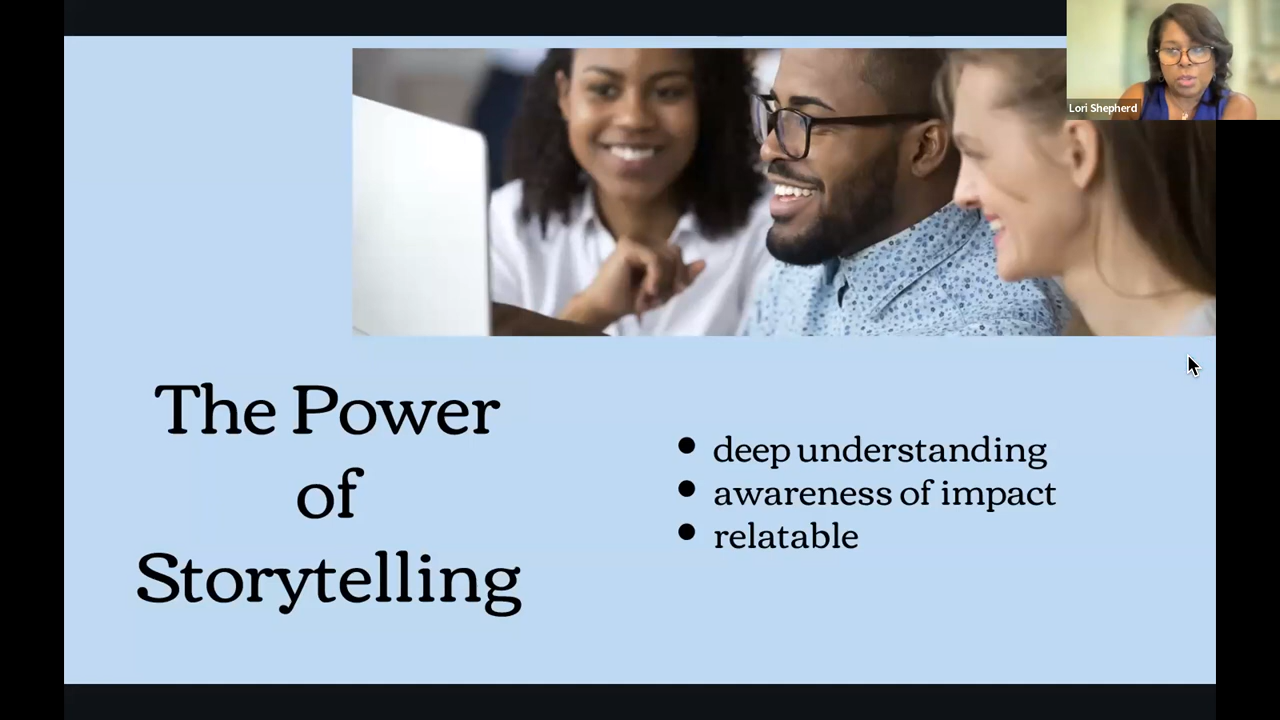 Lori Shepherd
The Power
of
Storytelling
• deep understanding
• awareness of impact
• relatable